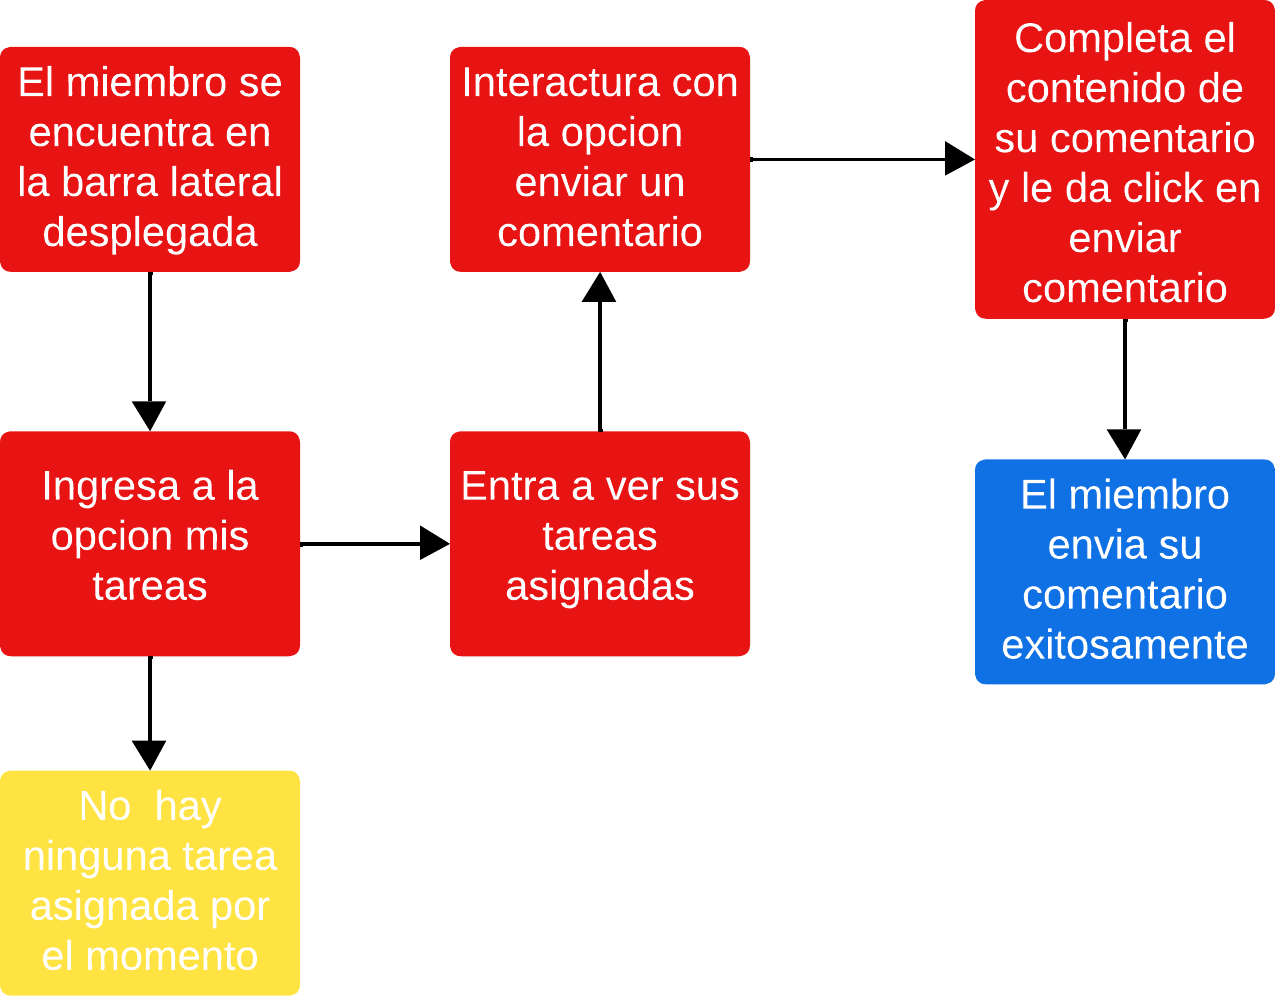 El miembro se
encuentra en
la barra lateral
desplegada
Ingresa a la
opcion mis
tareas
No  hay
ninguna tarea
asignada por
el momento
Entra a ver sus
tareas
asignadas
Interactura con
la opcion
enviar un
comentario
Completa el
contenido de
su comentario
y le da click en
enviar
comentario
El miembro
envia su
comentario
exitosamente